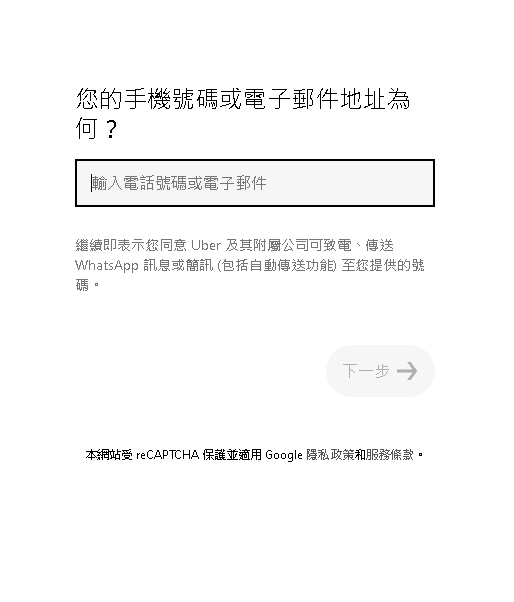 您的手機號碼或電子郵件地址為
何？
輸入電話號碼或電子郵件
繼續即表示您同意 Uber 及其附屬公司可致電、傳送
WhatsApp 訊息或簡訊 (包括自動傳送功能) 至您提供的號
碼。
下一步
本網站受 reCAPTCHA 保護並適用 Google 隱私政策和服務條款。